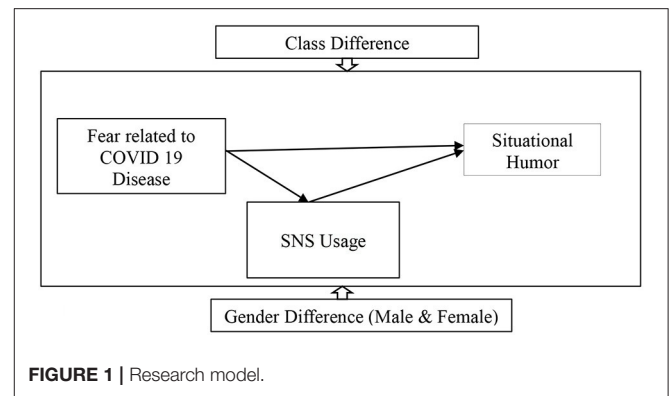 Class Difference
Fear related to
COVID 19
Disease
Situational
Humor
SNS Usage
Gender Difference (Male & Female)
FIGURE 1 | Research model.